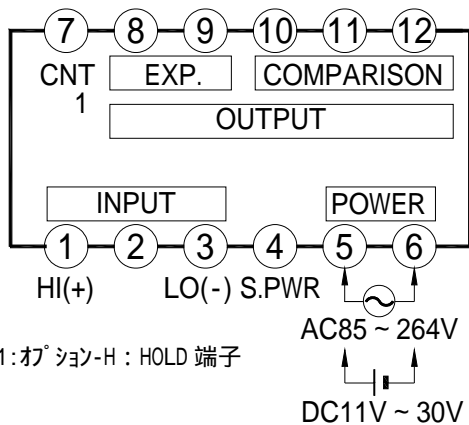 7 8 9 10 11 12
CNT EXP. COMPARISON
1
OUTPUT
INPUT POWER
1 2 3 4 5 6
HI(+) LO(-) S.PWR
AC85 ~ 264V
1:ｵﾌﾟｼｮﾝ-H : HOLD 端子
DC11V ~ 30V